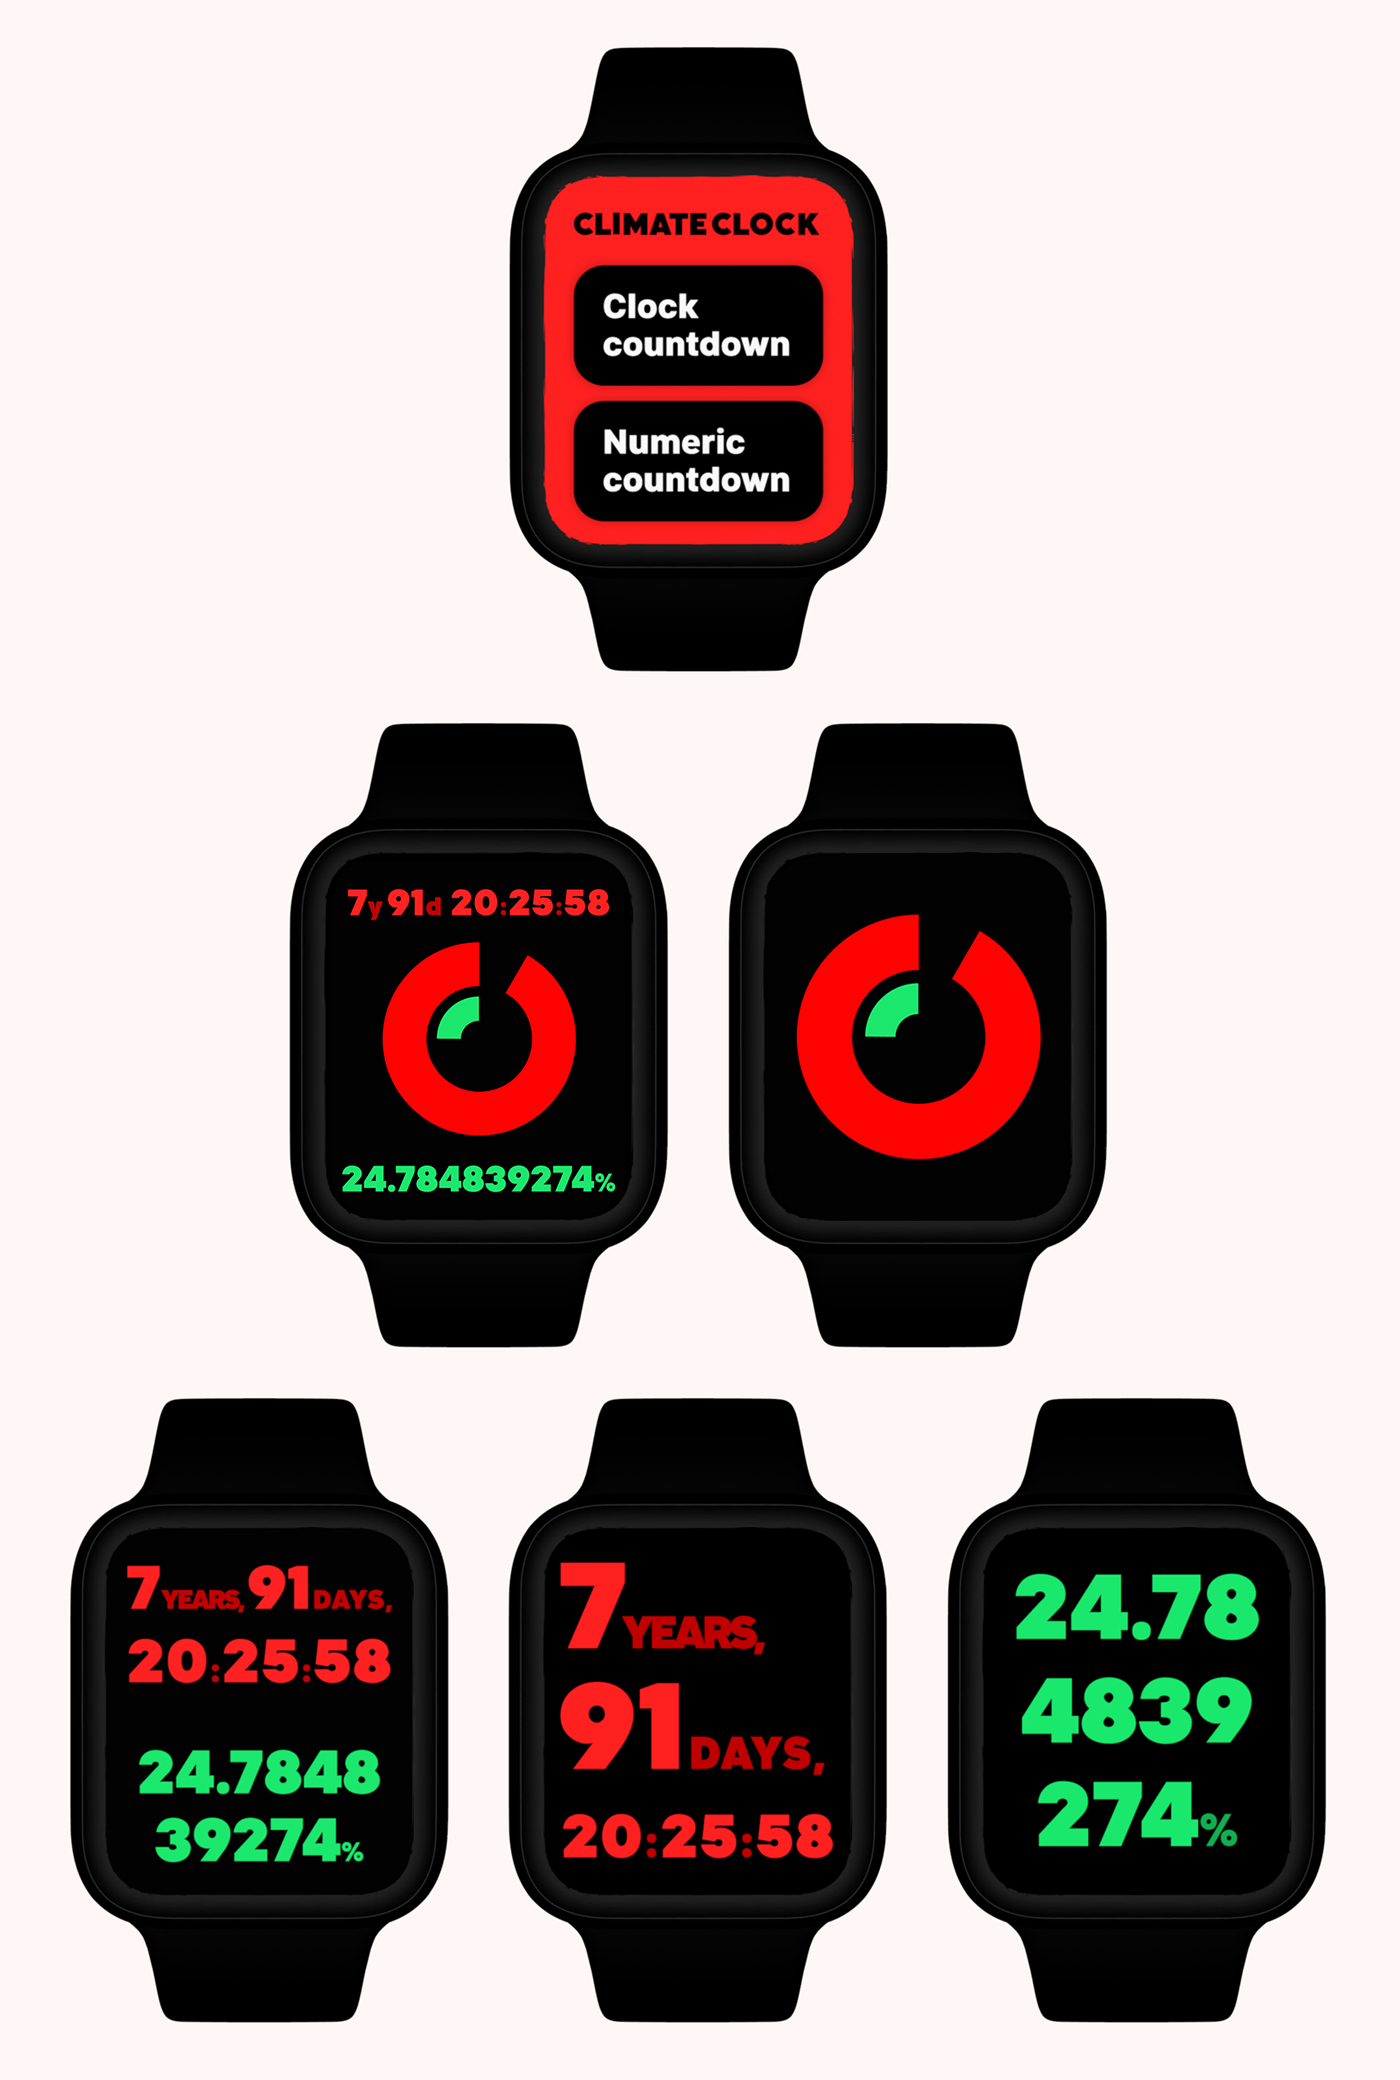 CLIMATE CLOCK
Clock
countdown
Numeric
countdown
7y 91d 20:25:58
24.784839274%
7 YEARS, 91 DAYS,
20:25:58
24.7848
39274%
7 YEARS,
91 DAYS,
20:25:58
24.78
4839
274%